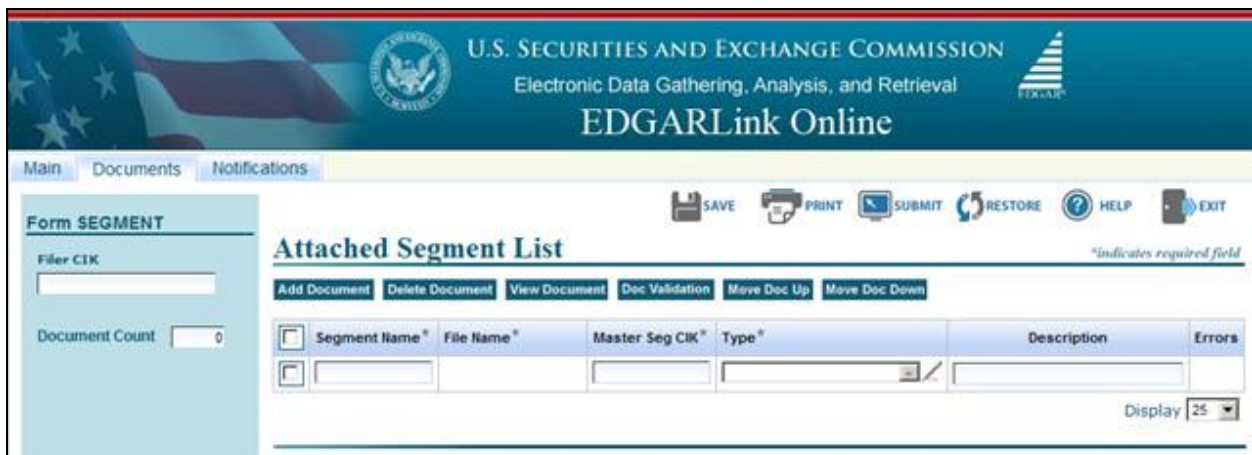 U.S. SECURITIES AND EXCHANGE COMMISSION
Electronic Data Gathering, Analysis, and Retrieval
EDGAR®
EDGARLink Online
Main Documents Notifications
SAVE PRINT SUBMIT RESTORE HELP EXIT
Form SEGMENT
Attached Segment List
*indicates required field
Filer CIK
Add Document Delete Document View Document Doc Validation Move Doc Up Move Doc Down
Document Count 0
Segment Name* File Name* Master Seg CIK* Type* Description Errors
Display 25